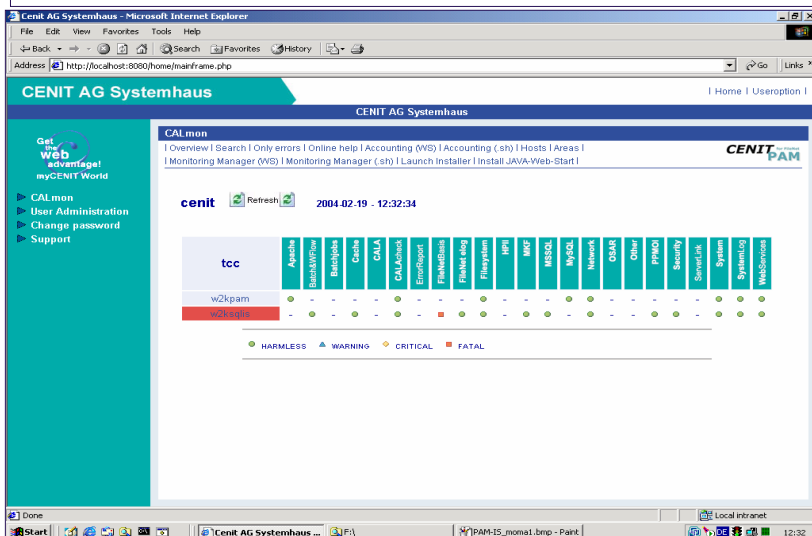 Cenit AG Systemhaus - Microsoft Internet Explorer
File Edit View Favorites Tools Help
Back Search Favorites History
Address http://localhost:8080/home/mainframe.php Go Links
CENIT AG Systemhaus
| Home | Useroption |
CENIT AG Systemhaus
Get the web advantage!
myCENIT World
CALmon
User Administration
Change password
Support
CALmon
| Overview | Search | Only errors | Online help | Accounting (WS) | Accounting (.sh) | Hosts | Areas |
| Monitoring Manager (WS) | Monitoring Manager (.sh) | Launch Installer | Install JAVA-Web-Start |
CENIT PAM
cenit Refresh 2004-02-19 - 12:32:34
tcc Apache Batch&WFlow Batchjobs Cache CALA CALAcheck ErrorReport FileNetBasis FileNet elog Filesystem HPII MKF MSSQL MySQL Network OSAR Other PPMOI Security ServerLink System SystemLog WebServices
w2kpam - - - - - - - - - - - - - - -
w2ksqlis - - - - - - - - -
HARMLESS WARNING CRITICAL FATAL
Done Local intranet
Start Cenit AG Systemhaus ... F:\ PAM-IS_moma1.bmp - Paint DE 12:32